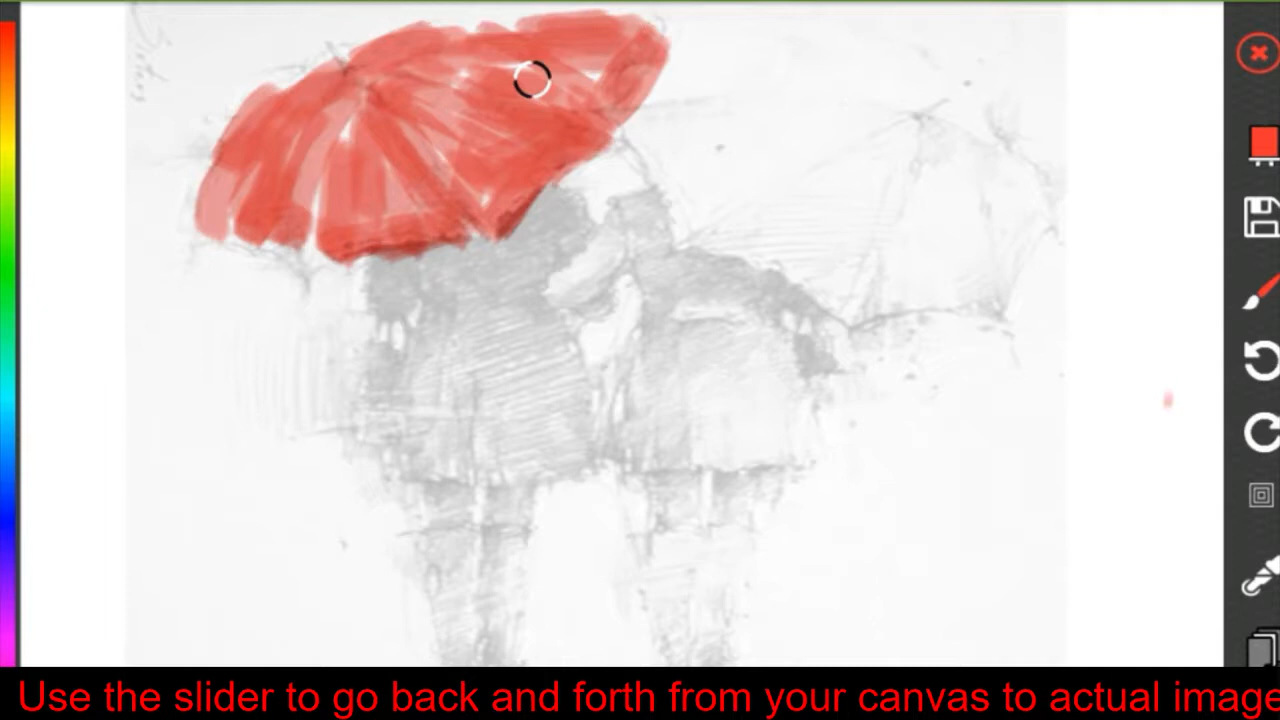 Use the slider to go back and forth from your canvas to actual image